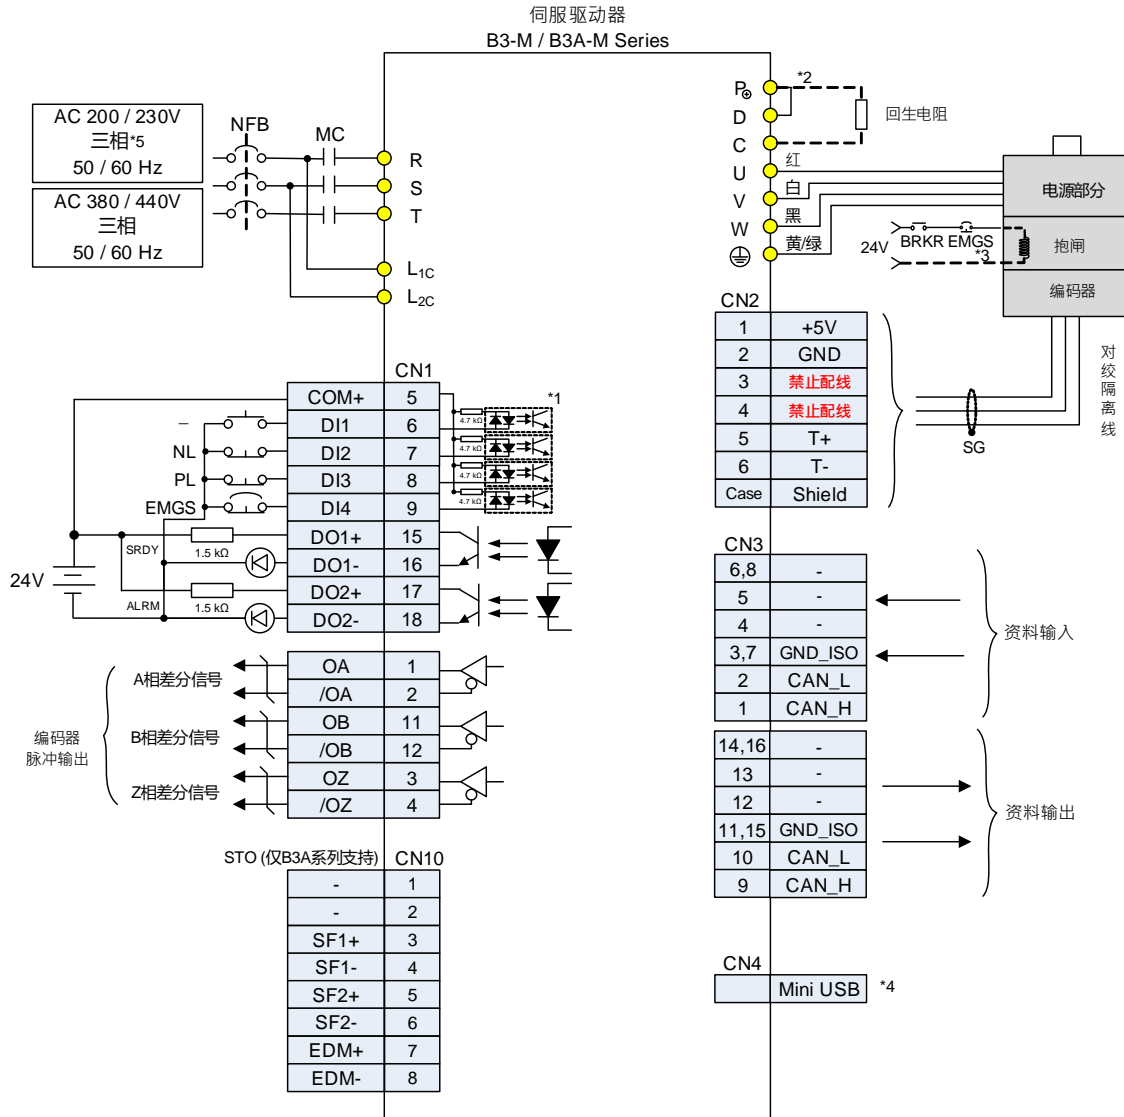 伺服驱动器
B3-M / B3A-M Series
AC 200 / 230V
三相*5
50 / 60 Hz
AC 380 / 440V
三相
50 / 60 Hz
NFB
MC
R
S
T
L1C
L2C
P⊕
D
C
U
V
W
*2
回生电阻
红
白
黑
黄/绿
电源部分
24V
BRKR
EMGS
*3
抱闸
编码器
对绞隔离线
SG
CN2
1 +5V
2 GND
3 禁止配线
4 禁止配线
5 T+
6 T-
Case Shield
CN1
COM+ 5
DI1 6
DI2 7
DI3 8
DI4 9
DO1+ 15
DO1- 16
DO2+ 17
DO2- 18
*1
4.7 kΩ
4.7 kΩ
4.7 kΩ
4.7 kΩ
–
NL
PL
EMGS
SRDY
1.5 kΩ
24V
ALRM
1.5 kΩ
OA 1
/OA 2
OB 11
/OB 12
OZ 3
/OZ 4
A相差分信号
B相差分信号
Z相差分信号
编码器
脉冲输出
CN3
6,8 -
5 -
4 -
3,7 GND_ISO
2 CAN_L
1 CAN_H
资料输入
14,16 -
13 -
12 -
11,15 GND_ISO
10 CAN_L
9 CAN_H
资料输出
STO (仅B3A系列支持) CN10
- 1
- 2
SF1+ 3
SF1- 4
SF2+ 5
SF2- 6
EDM+ 7
EDM- 8
CN4
Mini USB
*4